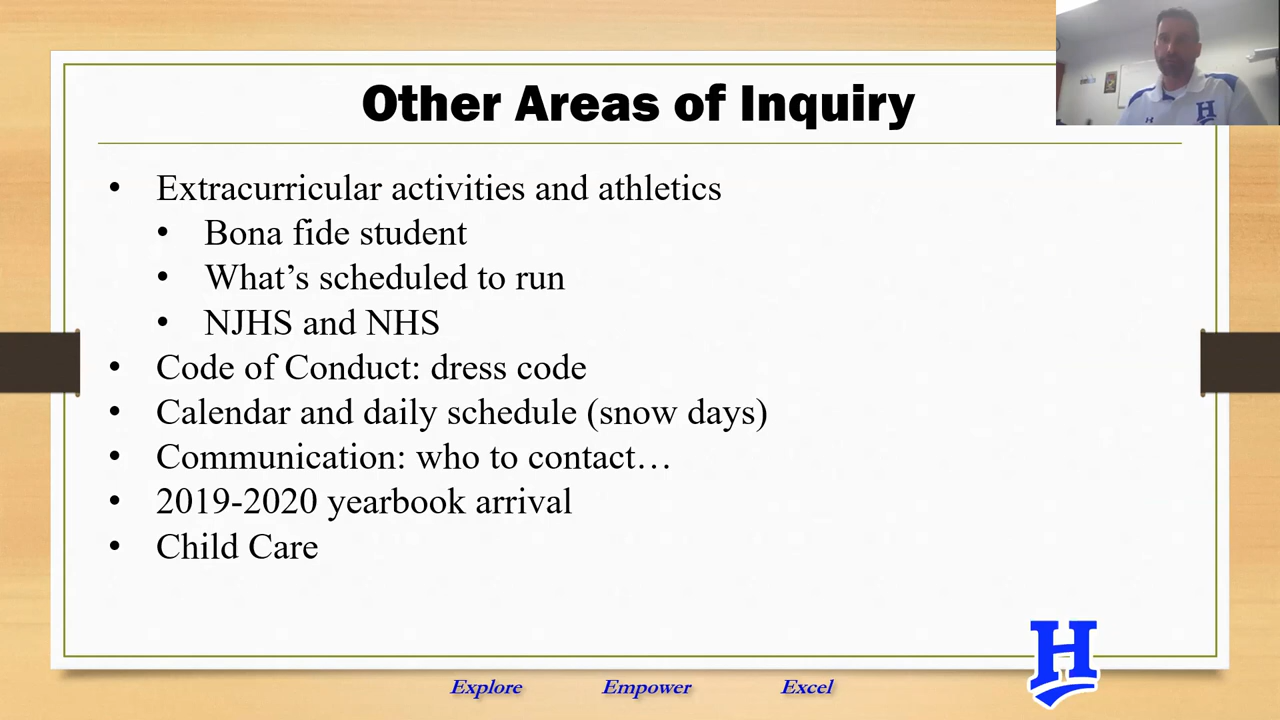 Other Areas of Inquiry
• Extracurricular activities and athletics
• Bona fide student
• What's scheduled to run
• NJHS and NHS
• Code of Conduct: dress code
• Calendar and daily schedule (snow days)
• Communication: who to contact…
• 2019-2020 yearbook arrival
• Child Care
H
H
Explore Empower Excel